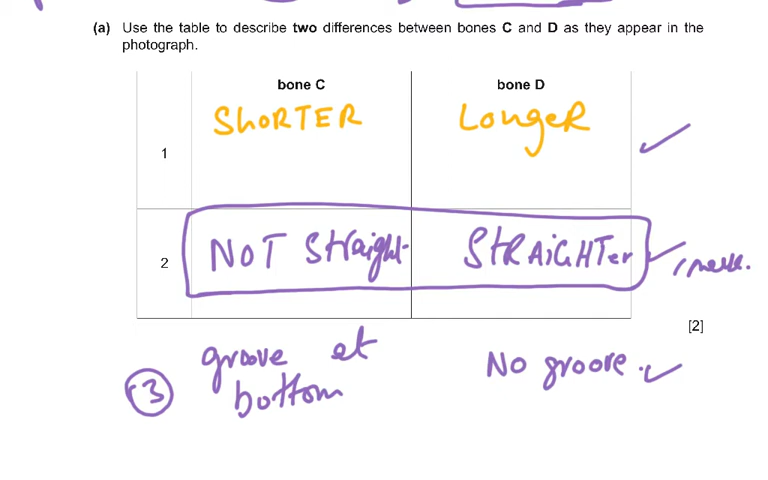 (a) Use the table to describe two differences between bones C and D as they appear in the
photograph.
bone C bone D
1 ShORTER LongeR
2 NOT Straight STRAiGHTer
[2]
3 groove at bottom No groove